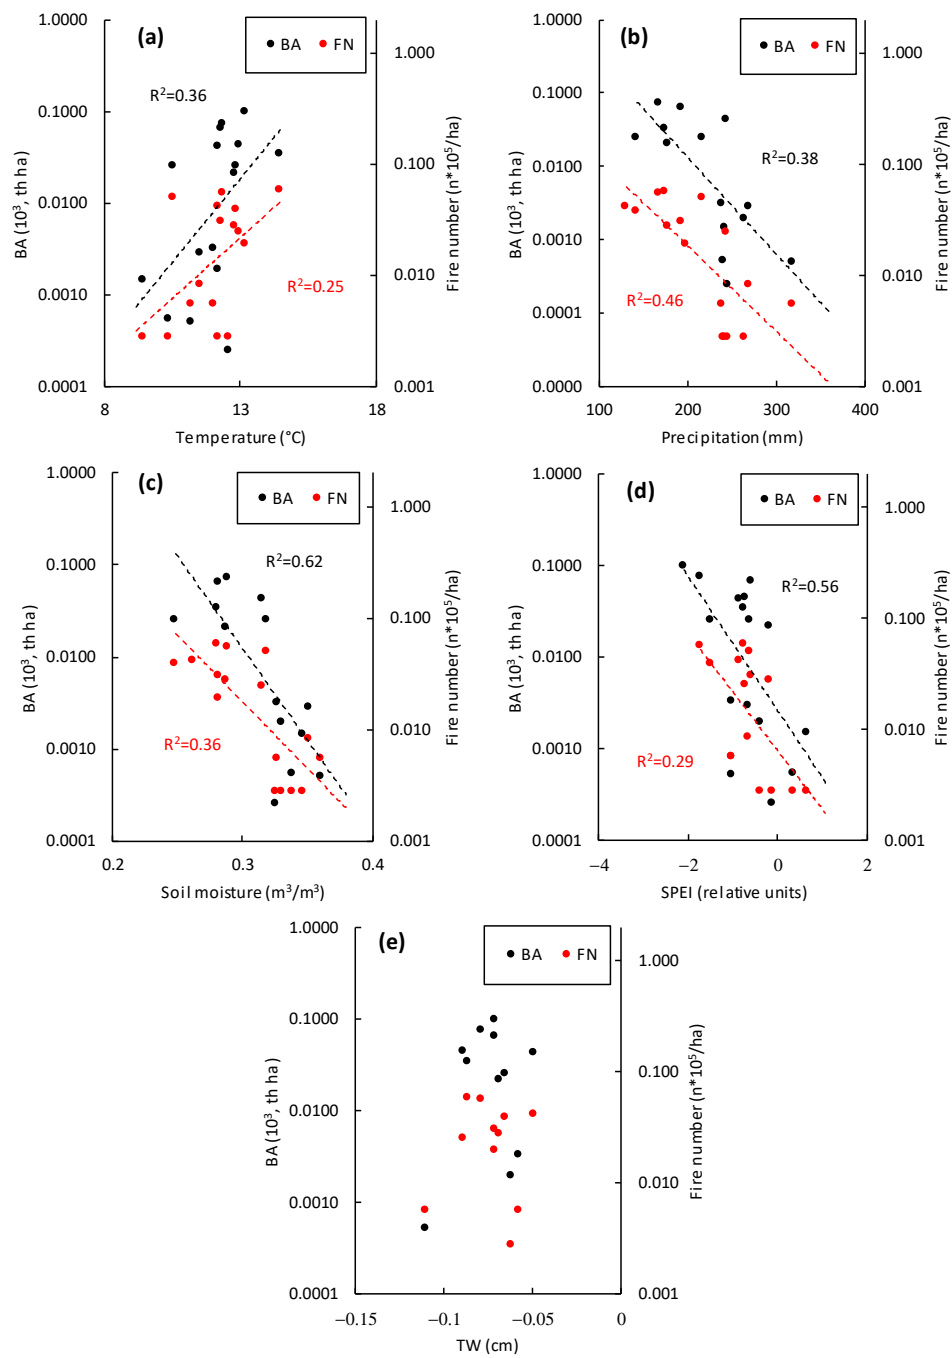 (a)
BA FN
R²=0.36
R²=0.25
1.0000
0.1000
0.0100
0.0010
0.0001
BA (10³, th ha)
1.000
0.100
0.010
0.001
Fire number (n*10⁵/ha)
8 13 18
Temperature (°C)
(b)
BA FN
R²=0.38
R²=0.46
1.0000
0.1000
0.0100
0.0010
0.0001
0.0000
BA (10³, th ha)
1.000
0.100
0.010
0.001
Fire number (n*10⁵/ha)
100 200 300 400
Precipitation (mm)
(c)
BA FN
R²=0.62
R²=0.36
1.0000
0.1000
0.0100
0.0010
0.0001
BA (10³, th ha)
1.000
0.100
0.010
0.001
Fire number (n*10⁵/ha)
0.2 0.3 0.4
Soil moisture (m³/m³)
(d)
BA FN
R²=0.56
R²=0.29
1.0000
0.1000
0.0100
0.0010
0.0001
BA (10³, th ha)
1.000
0.100
0.010
0.001
Fire number (n*10⁵/ha)
−4 −2 0 2
SPEI (relative units)
(e)
BA FN
1.0000
0.1000
0.0100
0.0010
0.0001
BA (10³, th ha)
1.000
0.100
0.010
0.001
Fire number (n*10⁵/ha)
−0.15 −0.1 −0.05 0
TW (cm)